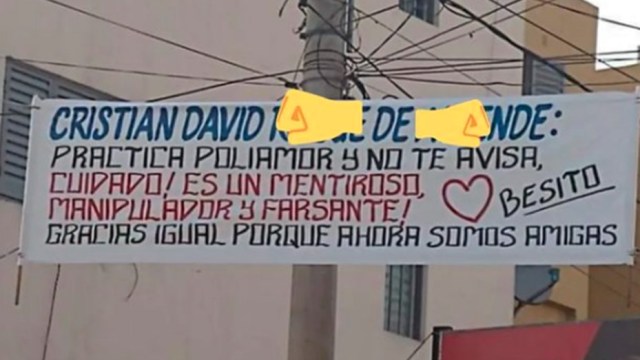 CRISTIAN DAVID DE
PRACTICA POLIAMOR Y NO TE AVISA,
CUIDADO! ES UN MENTIROSO,
MANIPULADOR Y FARSANTE!
BESITO
GRACIAS IGUAL PORQUE AHORA SOMOS AMIGAS